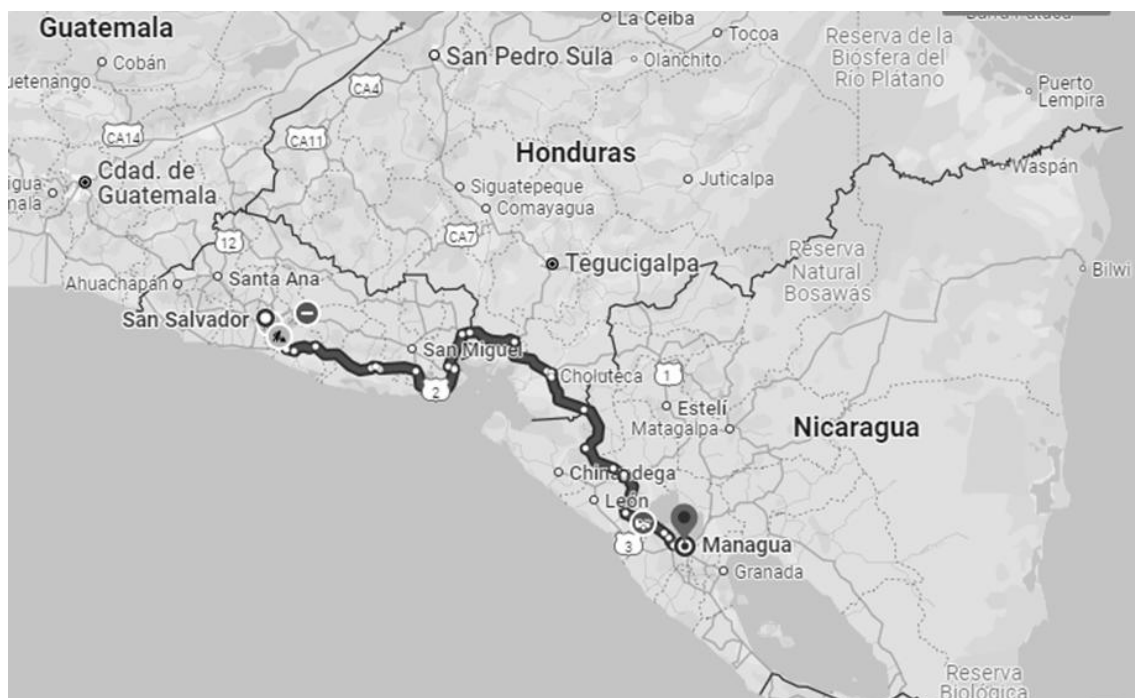 La Ceiba
Guatemala
Tocoa
Cobán
San Pedro Sula
Olanchito
Reserva de la
Biósfera del
Río Plátano
Puerto
Lempira
CA4
CA14
CA11
Honduras
Cdad. de
Guatemala
Siguatepeque
Juticalpa
Waspán
Comayagua
CA7
12
Tegucigalpa
Reserva
Natural
Bosawás
Bilwi
Santa Ana
Ahuachapán
San Salvador
San Miguel
2
Choluteca
1
Estelí
Matagalpa
Nicaragua
Chinandega
León
3
Managua
Granada
Reserva
Biológica